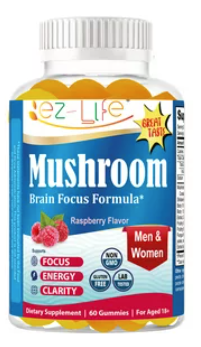 ez-Life
GREAT
TASTE
Mushroom
Brain Focus Formula*
Raspberry Flavor
Men &
Women
Supports
FOCUS
ENERGY
CLARITY
NON
GMO
GLUTEN
FREE
LAB
TESTED
Dietary Supplement | 60 Gummies | For Aged 18+